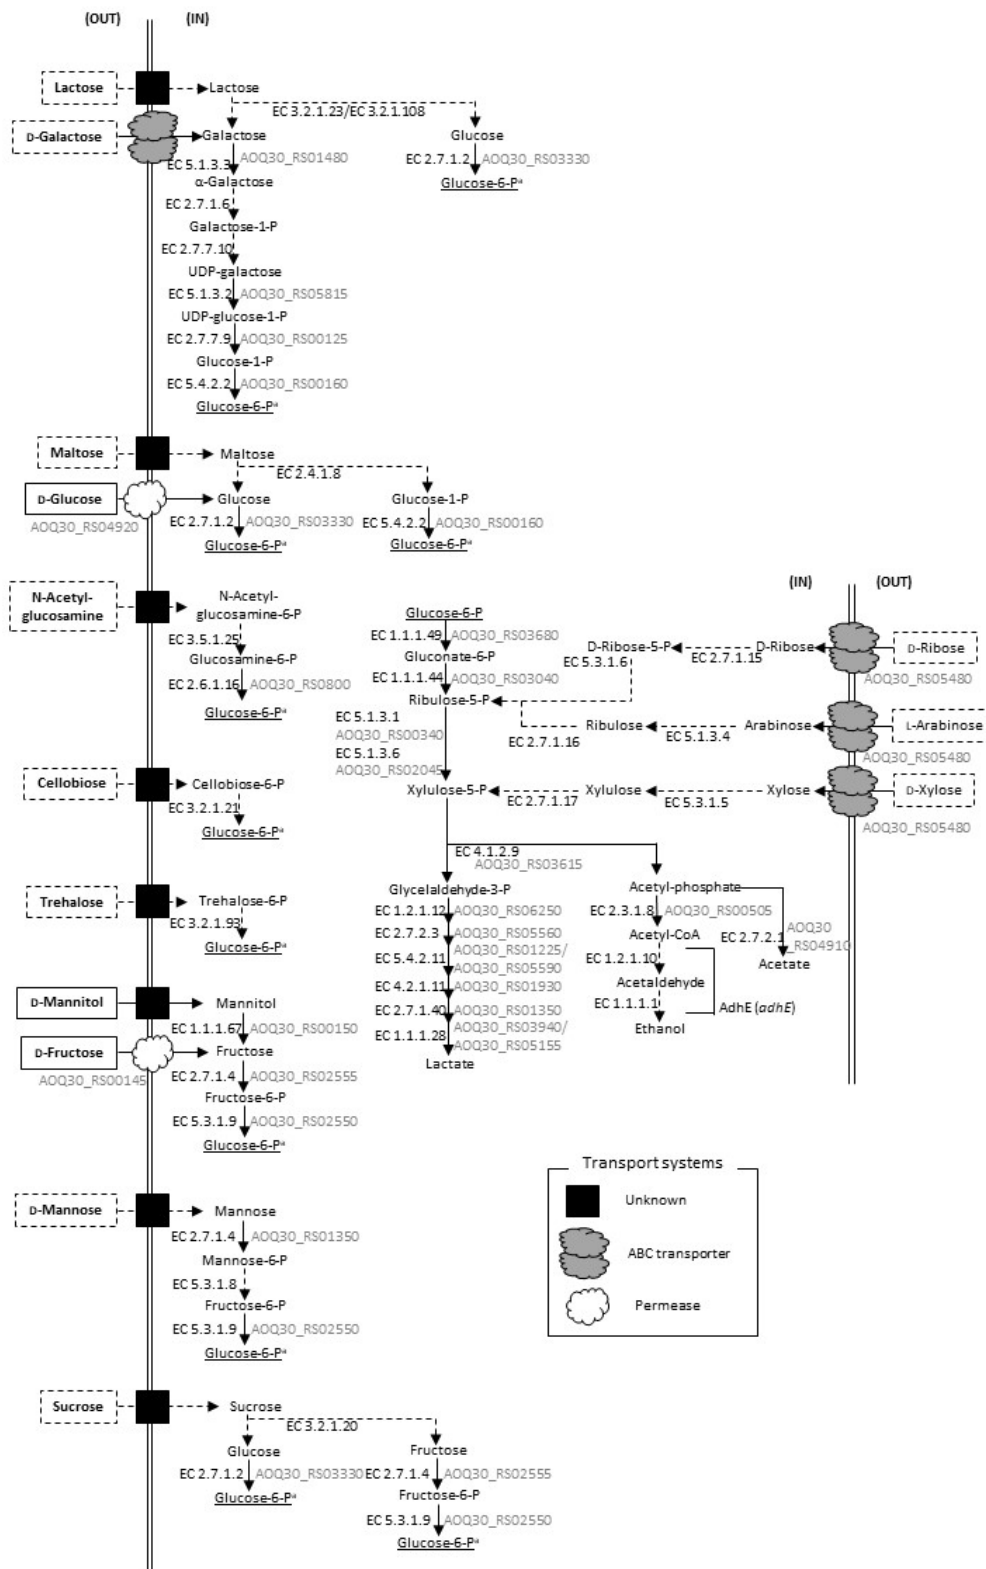 (OUT) (IN)
Lactose Lactose
EC 3.2.1.23/EC 3.2.1.108
D-Galactose Galactose Glucose
EC 5.1.3.3 AOQ30_RS01480 EC 2.7.1.2 AOQ30_RS03330
α-Galactose Glucose-6-Pª
EC 2.7.1.6
Galactose-1-P
EC 2.7.7.10
UDP-galactose
EC 5.1.3.2 AOQ30_RS05815
UDP-glucose-1-P
EC 2.7.7.9 AOQ30_RS00125
Glucose-1-P
EC 5.4.2.2 AOQ30_RS00160
Glucose-6-Pª
Maltose Maltose
EC 2.4.1.8
D-Glucose Glucose Glucose-1-P
AOQ30_RS04920 EC 2.7.1.2 AOQ30_RS03330 EC 5.4.2.2 AOQ30_RS00160
Glucose-6-Pª Glucose-6-Pª
N-Acetyl-
glucosamine
N-Acetyl-
glucosamine-6-P
EC 3.5.1.25
Glucosamine-6-P
EC 2.6.1.16 AOQ30_RS0800
Glucose-6-Pª
Cellobiose Cellobiose-6-P
EC 3.2.1.21
Glucose-6-Pª
Trehalose Trehalose-6-P
EC 3.2.1.93
Glucose-6-Pª
D-Mannitol Mannitol
EC 1.1.1.67 AOQ30_RS00150
D-Fructose Fructose
AOQ30_RS00145 EC 2.7.1.4 AOQ30_RS02555
Fructose-6-P
EC 5.3.1.9 AOQ30_RS02550
Glucose-6-Pª
D-Mannose Mannose
EC 2.7.1.4 AOQ30_RS01350
Mannose-6-P
EC 5.3.1.8
Fructose-6-P
EC 5.3.1.9 AOQ30_RS02550
Glucose-6-Pª
Sucrose Sucrose
EC 3.2.1.20
Glucose Fructose
EC 2.7.1.2 AOQ30_RS03330 EC 2.7.1.4 AOQ30_RS02555
Glucose-6-Pª Fructose-6-P
EC 5.3.1.9 AOQ30_RS02550
Glucose-6-Pª
(IN) (OUT)
Glucose-6-P
EC 1.1.1.49 AOQ30_RS03680
Gluconate-6-P
EC 1.1.1.44 AOQ30_RS03040
Ribulose-5-P
D-Ribose-5-P EC 2.7.1.15 D-Ribose D-Ribose
EC 5.3.1.6 AOQ30_RS05480
EC 2.7.1.16 Ribulose EC 5.1.3.4 Arabinose L-Arabinose
AOQ30_RS05480
EC 5.1.3.1
AOQ30_RS00340
EC 5.1.3.6
AOQ30_RS02045
Xylulose-5-P EC 2.7.1.17 Xylulose EC 5.3.1.5 Xylose D-Xylose
AOQ30_RS05480
EC 4.1.2.9
AOQ30_RS03615
Glycelaldehyde-3-P
EC 1.2.1.12 AOQ30_RS06250
EC 2.7.2.3 AOQ30_RS05560
EC 5.4.2.11 AOQ30_RS01225/
AOQ30_RS05590
EC 4.2.1.11 AOQ30_RS01930
EC 2.7.1.40 AOQ30_RS01350
EC 1.1.1.28 AOQ30_RS03940/
AOQ30_RS05155
Lactate
Acetyl-phosphate
EC 2.3.1.8 AOQ30_RS00505
Acetyl-CoA
EC 1.2.1.10
Acetaldehyde
EC 1.1.1.1
Ethanol
AdhE (adhE)
EC 2.7.2.1 AOQ30
_RS04910
Acetate
Transport systems
Unknown
ABC transporter
Permease